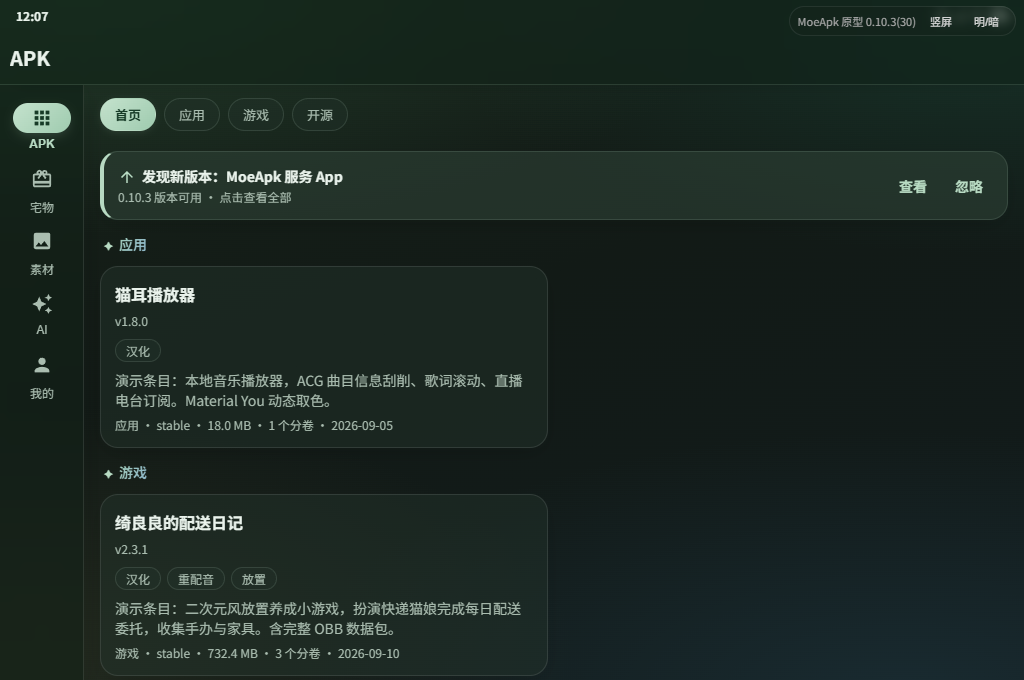 12:07
MoeApk 原型 0.10.3(30) 竖屏 明/暗
APK
APK
宅物
素材
AI
我的
首页 应用 游戏 开源
发现新版本：MoeApk 服务 App
0.10.3 版本可用 · 点击查看全部
查看 忽略
应用
猫耳播放器
v1.8.0
汉化
演示条目：本地音乐播放器，ACG 曲目信息刮削、歌词滚动、直播
电台订阅。Material You 动态取色。
应用 · stable · 18.0 MB · 1 个分卷 · 2026-09-05
游戏
绮良良的配送日记
v2.3.1
汉化 重配音 放置
演示条目：二次元风放置养成小游戏，扮演快递猫娘完成每日配送
委托，收集手办与家具。含完整 OBB 数据包。
游戏 · stable · 732.4 MB · 3 个分卷 · 2026-09-10